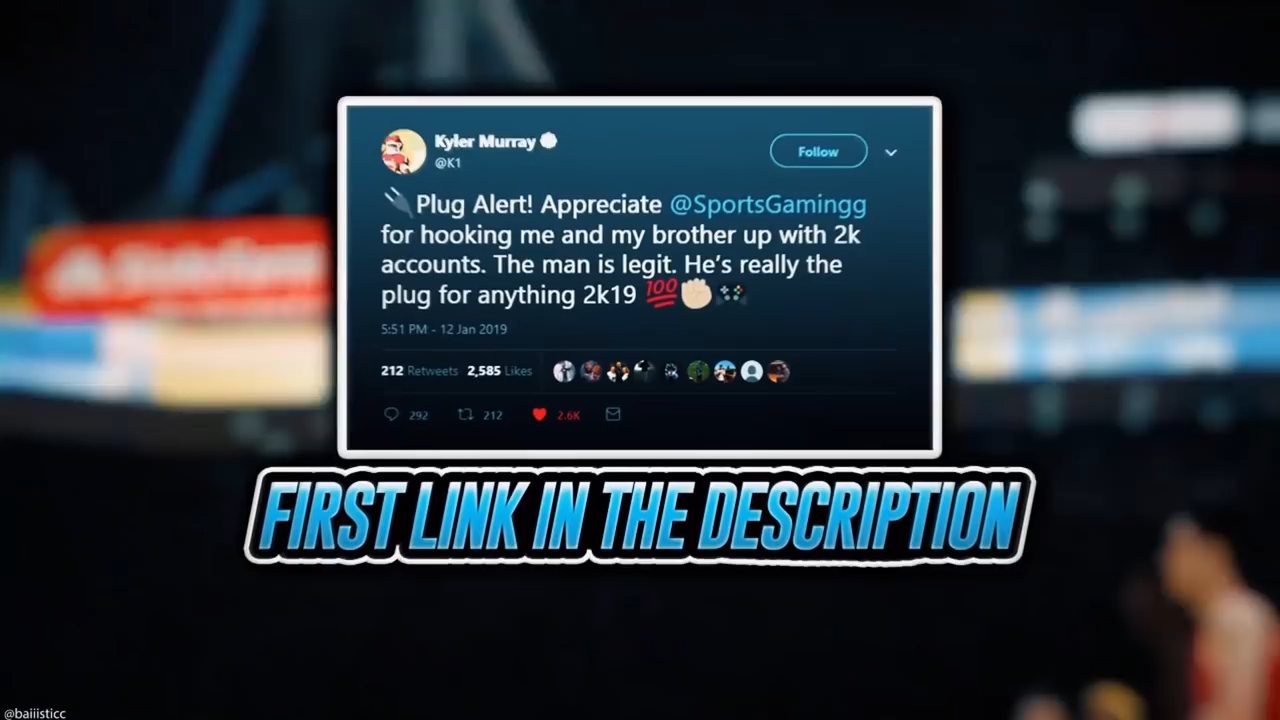 Kyler Murray
@K1
Follow
Plug Alert! Appreciate @SportsGamingg
for hooking me and my brother up with 2k
accounts. The man is legit. He's really the
plug for anything 2k19 💯✊🏼🎮
5:51 PM - 12 Jan 2019
212 Retweets 2,585 Likes
292 212 2.6K
FIRST LINK IN THE DESCRIPTION
@baiiisticc